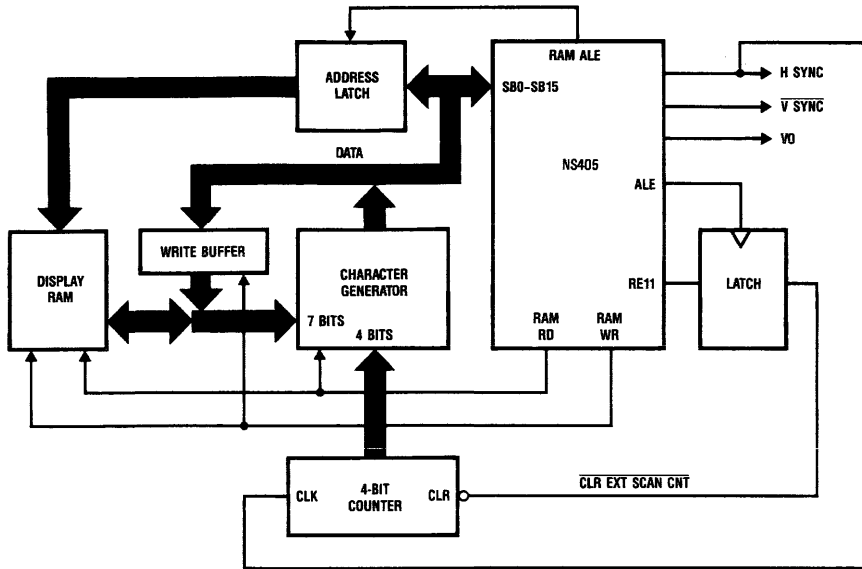 RAM ALE
ADDRESS
LATCH
SB0–SB15
H SYNC
V SYNC
VO
DATA
NS405
ALE
WRITE BUFFER
DISPLAY
RAM
CHARACTER
GENERATOR
RE11
LATCH
7 BITS
4 BITS
RAM
RD
RAM
WR
CLK
4-BIT
COUNTER
CLR
CLR EXT SCAN CNT